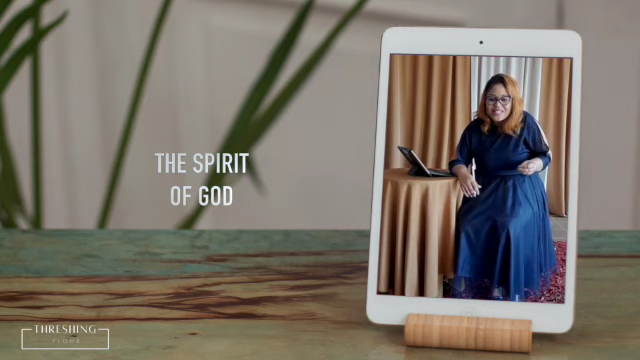 THE SPIRIT
OF GOD
THRESHING
FLOOR